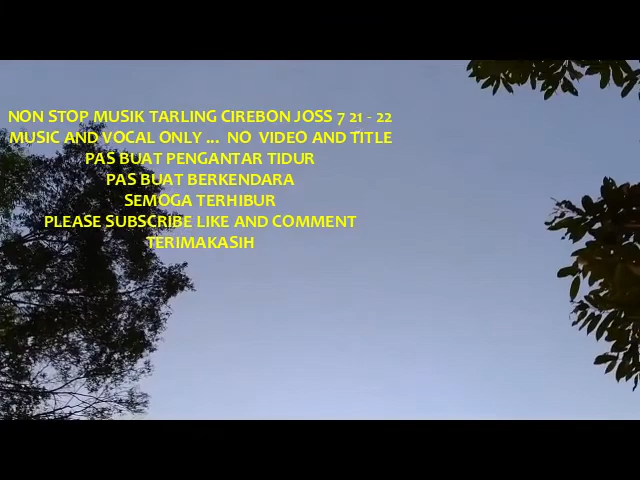 NON STOP MUSIK TARLING CIREBON JOSS 7 21 - 22
MUSIC AND VOCAL ONLY ... NO VIDEO AND TITLE
PAS BUAT PENGANTAR TIDUR
PAS BUAT BERKENDARA
SEMOGA TERHIBUR
PLEASE SUBSCRIBE LIKE AND COMMENT
TERIMAKASIH